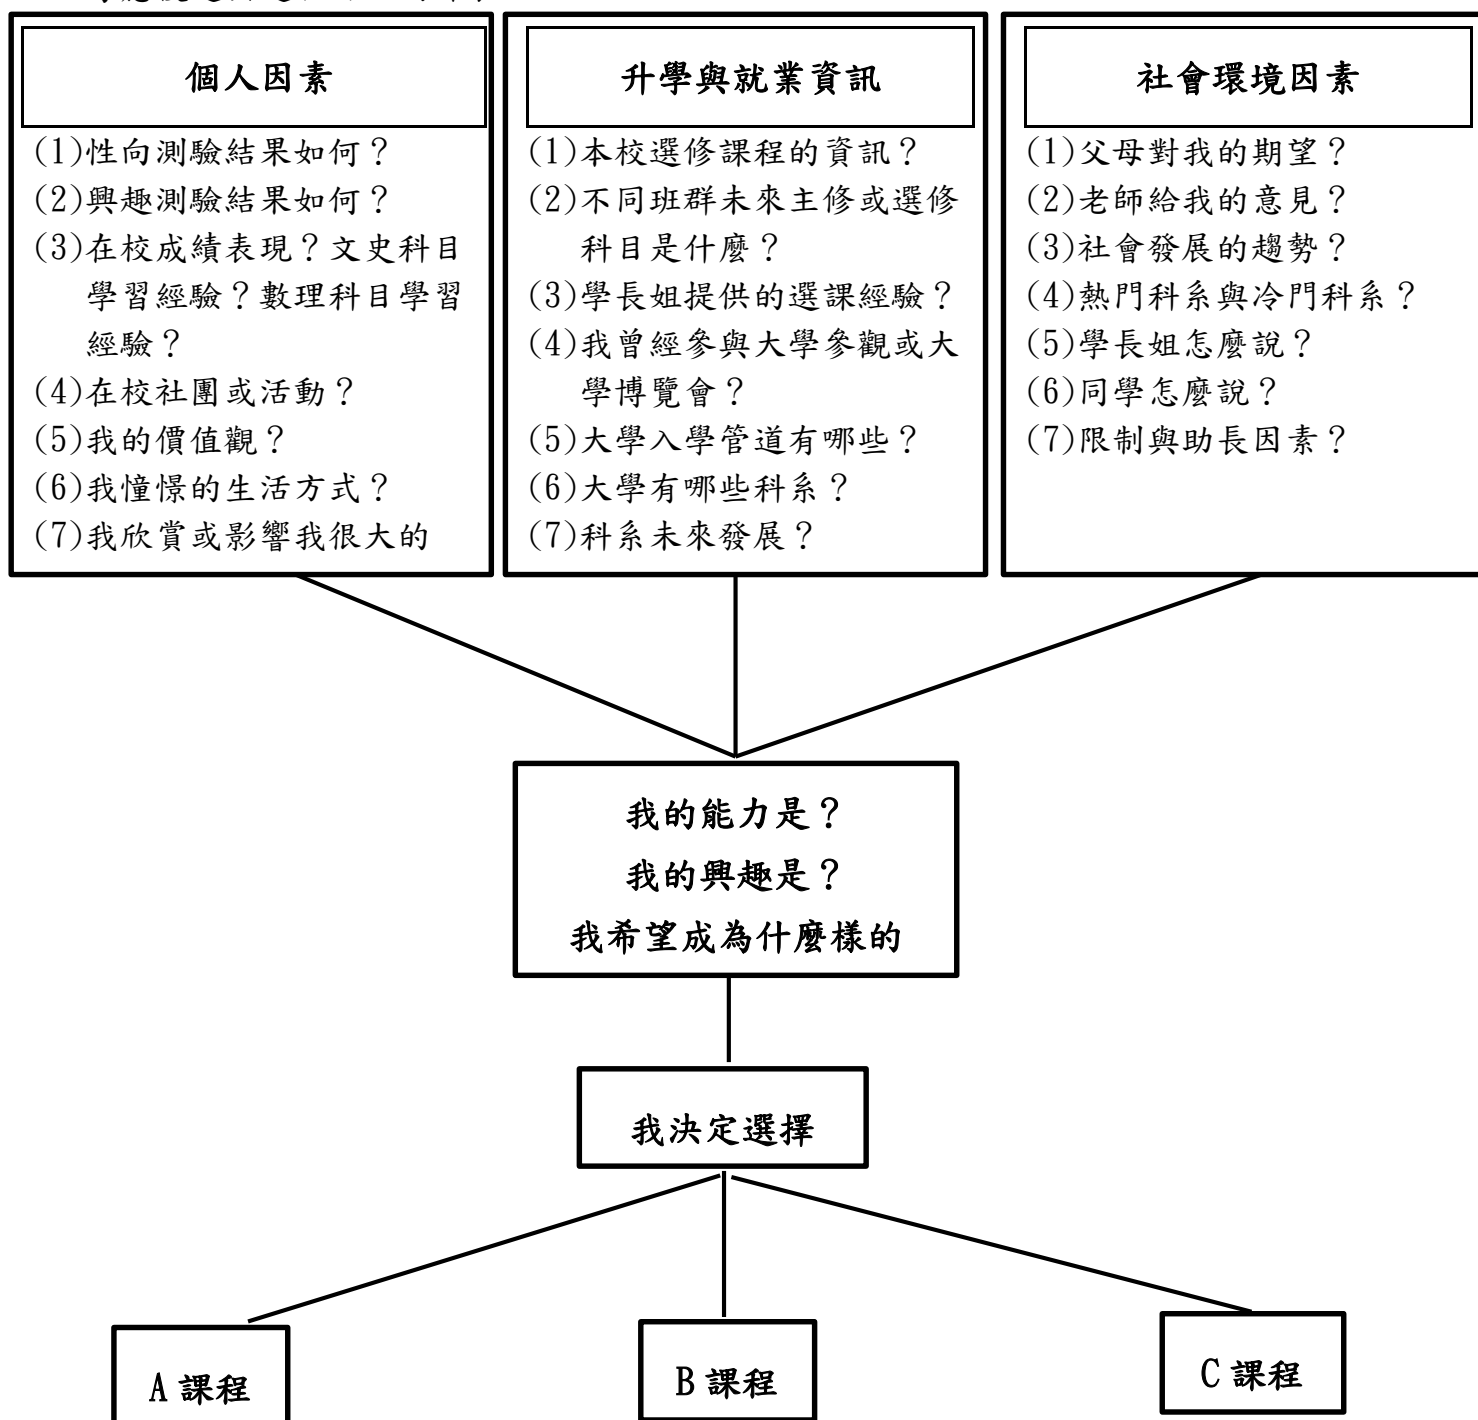 個人因素
(1)性向測驗結果如何？
(2)興趣測驗結果如何？
(3)在校成績表現？文史科目
學習經驗？數理科目學習
經驗？
(4)在校社團或活動？
(5)我的價值觀？
(6)我憧憬的生活方式？
(7)我欣賞或影響我很大的
升學與就業資訊
(1)本校選修課程的資訊？
(2)不同班群未來主修或選修
科目是什麼？
(3)學長姐提供的選課經驗？
(4)我曾經參與大學參觀或大
學博覽會？
(5)大學入學管道有哪些？
(6)大學有哪些科系？
(7)科系未來發展？
社會環境因素
(1)父母對我的期望？
(2)老師給我的意見？
(3)社會發展的趨勢？
(4)熱門科系與冷門科系？
(5)學長姐怎麼說？
(6)同學怎麼說？
(7)限制與助長因素？
我的能力是？
我的興趣是？
我希望成為什麼樣的
我決定選擇
A 課程
B 課程
C 課程